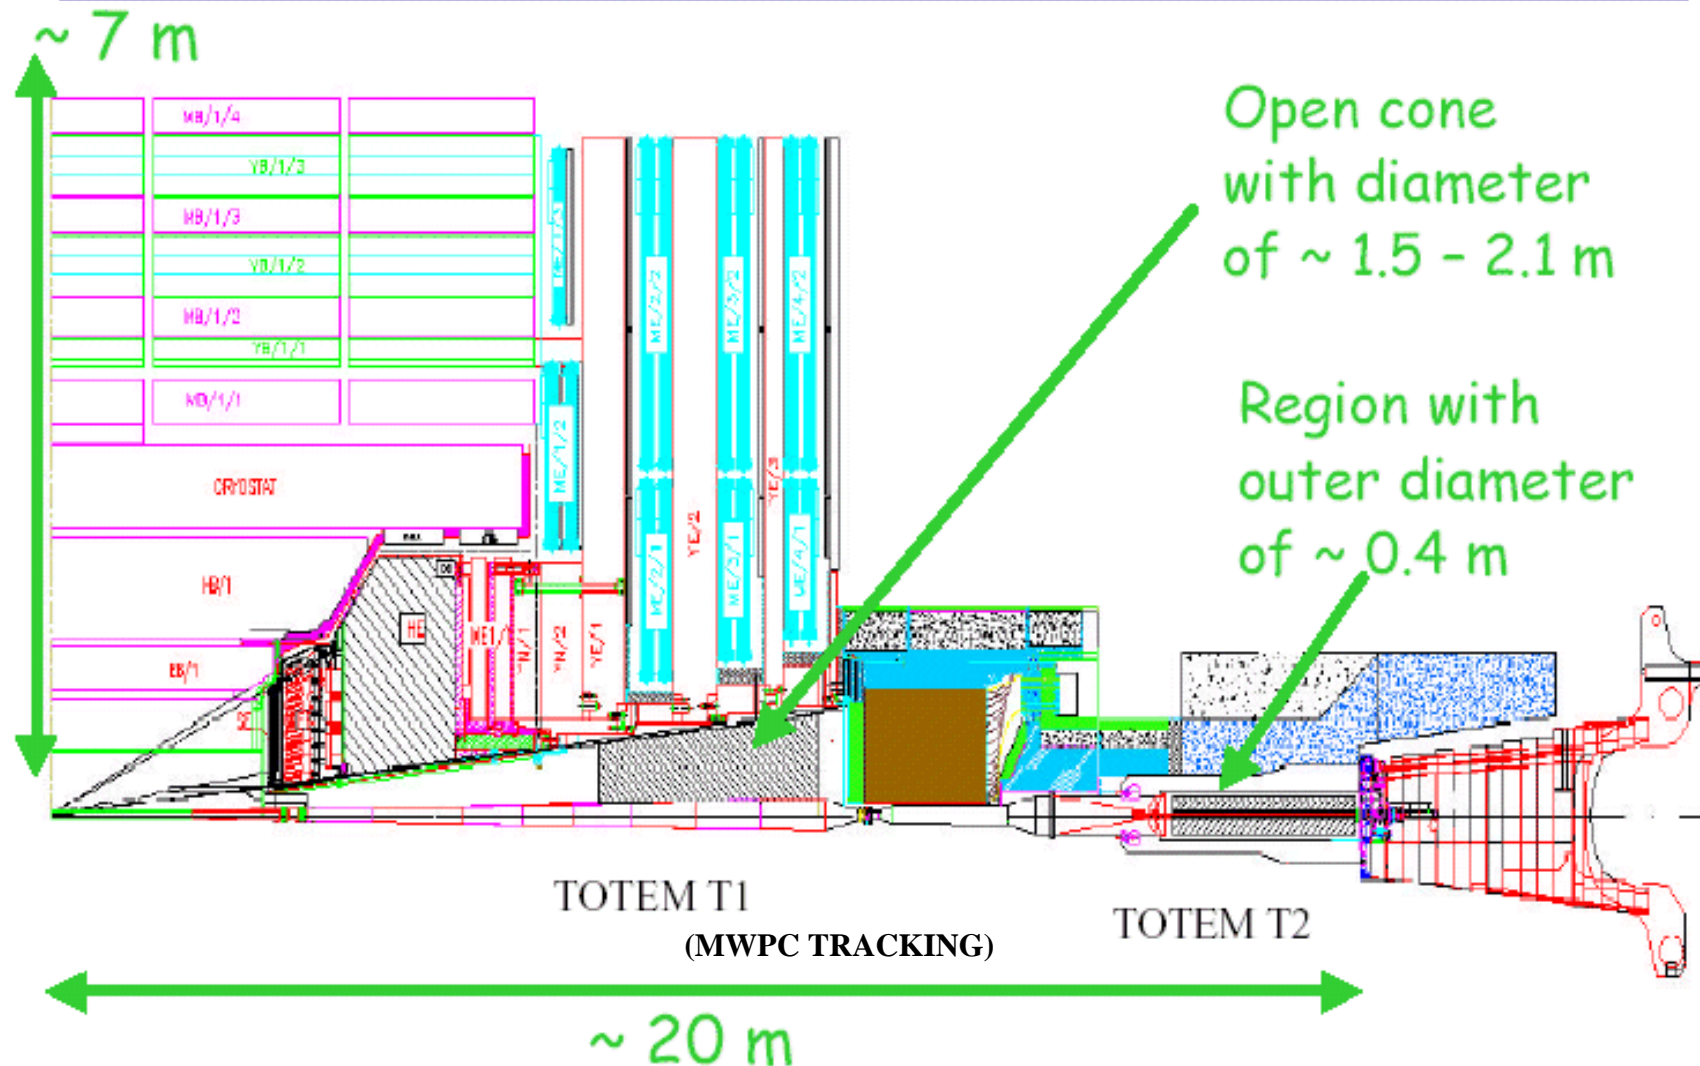 ~ 7 m
MB/1/4
YB/1/3
MB/1/3
YB/1/2
MB/1/2
YB/1/1
MB/1/1
CRYOSTAT
HB/1
EB/1
HE
ME/1/2
YN/1
YN/2
YE/1
ME/2/2
ME/2/1
YE/2
ME/3/2
ME/3/1
YE/3
ME/4/2
ME/4/1
Open cone
with diameter
of ~ 1.5 – 2.1 m
Region with
outer diameter
of ~ 0.4 m
TOTEM T1
(MWPC TRACKING)
TOTEM T2
~ 20 m